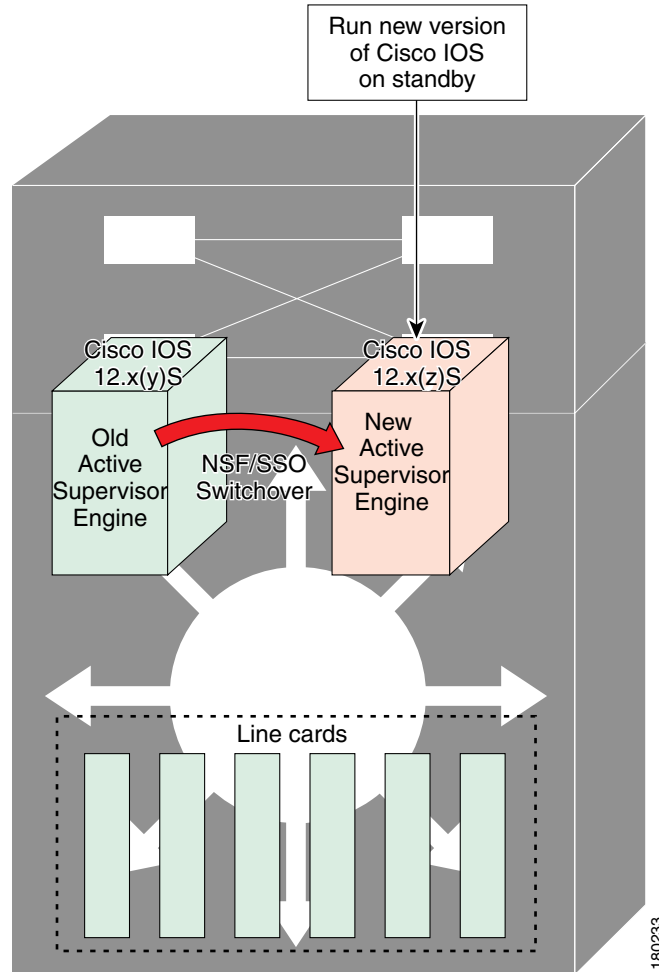 Run new version
of Cisco IOS
on standby
Cisco IOS
12.x(y)S
Cisco IOS
12.x(z)S
Old
Active
Supervisor
Engine
NSF/SSO
Switchover
New
Active
Supervisor
Engine
Line cards
180233